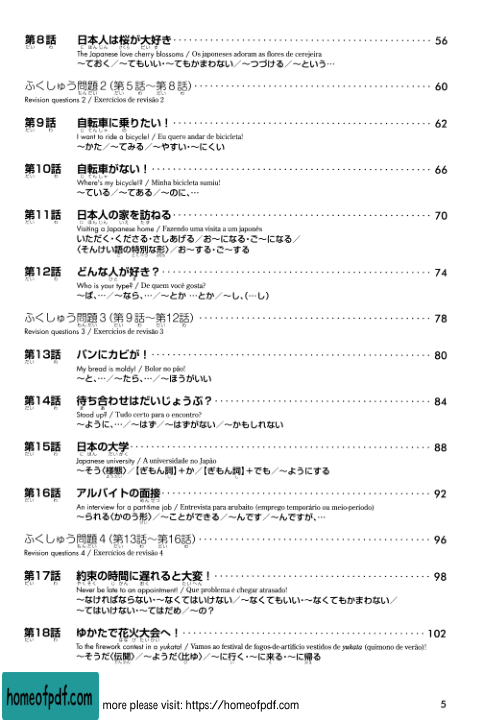 第8話 日本人は桜が大好き 56
The Japanese love cherry blossoms / Os japoneses adoram as flores de cerejeira
～ておく／～てもいい・～てもかまわない／～つづける／～という…
ふくしゅう問題2(第5話～第8話) 60
Revision questions 2 / Exercícios de revisão 2
第9話 自転車に乗りたい! 62
I want to ride a bicycle! / Eu quero andar de bicicleta!
～かた／～てみる／～やすい・～にくい
第10話 自転車がない! 66
Where's my bicycle!? / Minha bicicleta sumiu!
～ている／～てある／～のに、…
第11話 日本人の家を訪ねる 70
Visiting a Japanese home / Fazendo uma visita a um japonês
いただく・くださる・さしあげる／お～になる・ご～になる／
〈そんけい語の特別な形〉／お～する・ご～する
第12話 どんな人が好き? 74
Who is your type? / De quem você gosta?
～ば、…／～なら、…／～とか …とか／～し、(…し)
ふくしゅう問題3(第9話～第12話) 78
Revision questions 3 / Exercícios de revisão 3
第13話 パンにカビが! 80
My bread is moldy! / Bolor no pão!
～と、…／～たら、…／～ほうがいい
第14話 待ち合わせはだいじょうぶ? 84
Stood up? / Tudo certo para o encontro?
～ように、…／～はず／～はずがない／～かもしれない
第15話 日本の大学 88
Japanese university / A universidade no Japão
～そう〈様態〉／【ぎもん詞】＋か／【ぎもん詞】＋でも／～ようにする
第16話 アルバイトの面接 92
An interview for a part-time job / Entrevista para arubaito (emprego temporário ou meio-período)
～られる〈かのう形〉／～ことができる／～んです／～んですが、…
ふくしゅう問題4(第13話～第16話) 96
Revision questions 4 / Exercícios de revisão 4
第17話 約束の時間に遅れると大変! 98
Never be late to an appointment! / Que problema é chegar atrasado!
～なければならない・～なくてはいけない／～なくてもいい・～なくてもかまわない／
～てはいけない・～てはだめ／～の?
第18話 ゆかたで花火大会へ! 102
To the firework contest in a yukata! / Vamos ao festival de fogos-de-artifício vestidos de yukata (quimono de verão)!
～そうだ〈伝聞〉／～ようだ〈比ゆ〉／～に行く・～に来る・～に帰る
5
homeofpdf.com more please visit: https://homeofpdf.com